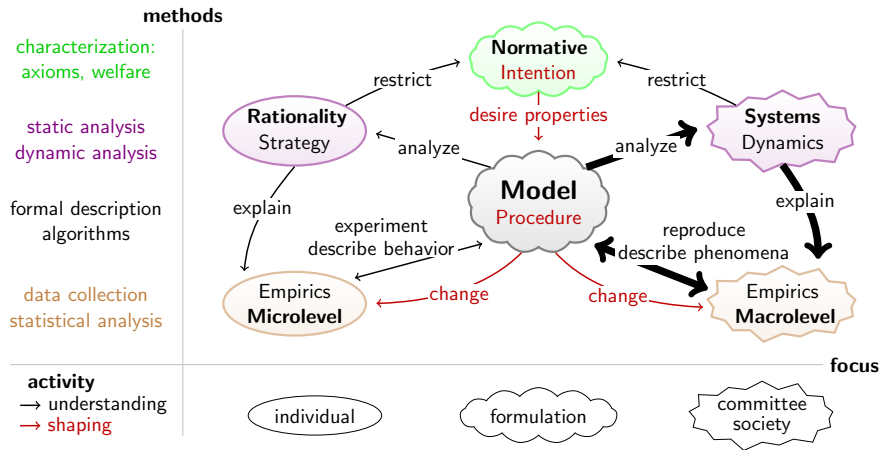 methods
characterization:
axioms, welfare
static analysis
dynamic analysis
formal description
algorithms
data collection
statistical analysis
Normative
Intention
restrict
restrict
desire properties
Rationality
Strategy
Systems
Dynamics
analyze
analyze
Model
Procedure
explain
explain
experiment
describe behavior
reproduce
describe phenomena
change
change
Empirics
Microlevel
Empirics
Macrolevel
focus
activity
→ understanding
→ shaping
individual
formulation
committee
society